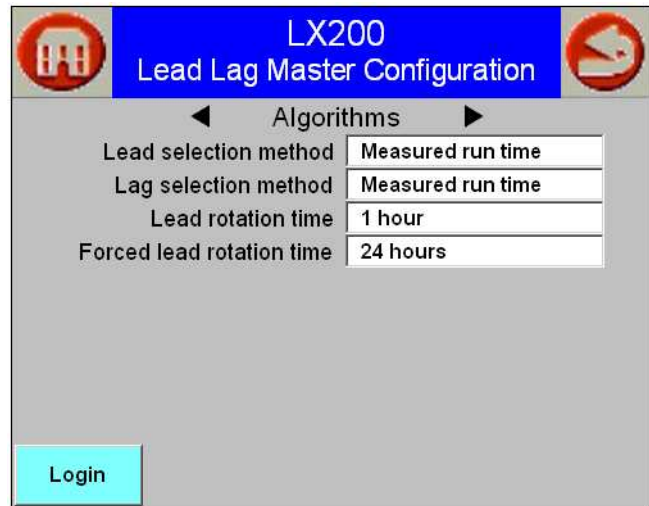 LX200
Lead Lag Master Configuration
Algorithms
Lead selection method Measured run time
Lag selection method Measured run time
Lead rotation time 1 hour
Forced lead rotation time 24 hours
Login